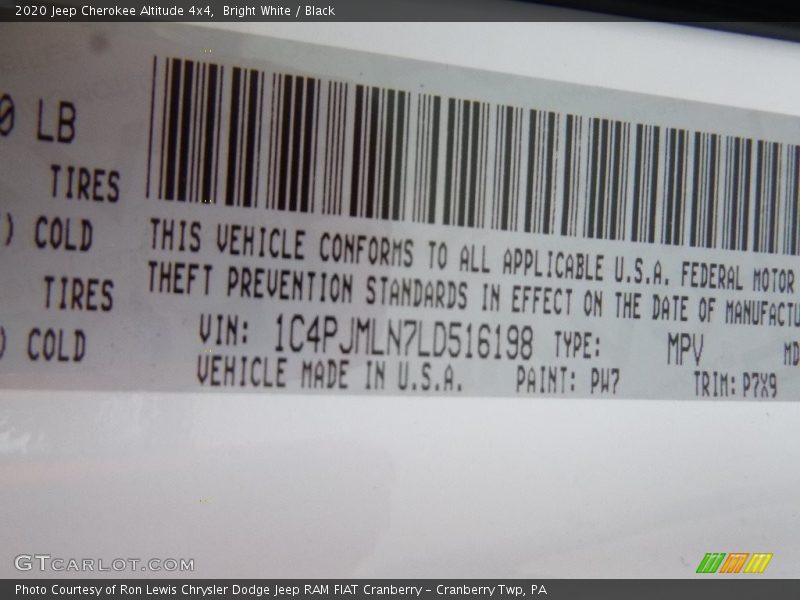 2020 Jeep Cherokee Altitude 4x4, Bright White / Black
0 LB
TIRES
) COLD
THIS VEHICLE CONFORMS TO ALL APPLICABLE U.S.A. FEDERAL MOTOR
TIRES
THEFT PREVENTION STANDARDS IN EFFECT ON THE DATE OF MANUFACTU
) COLD
VIN: 1C4PJMLN7LD516198 TYPE: MPV MD
VEHICLE MADE IN U.S.A. PAINT: PW7 TRIM: P7X9
GTCARLOT.COM
Photo Courtesy of Ron Lewis Chrysler Dodge Jeep RAM FIAT Cranberry – Cranberry Twp, PA